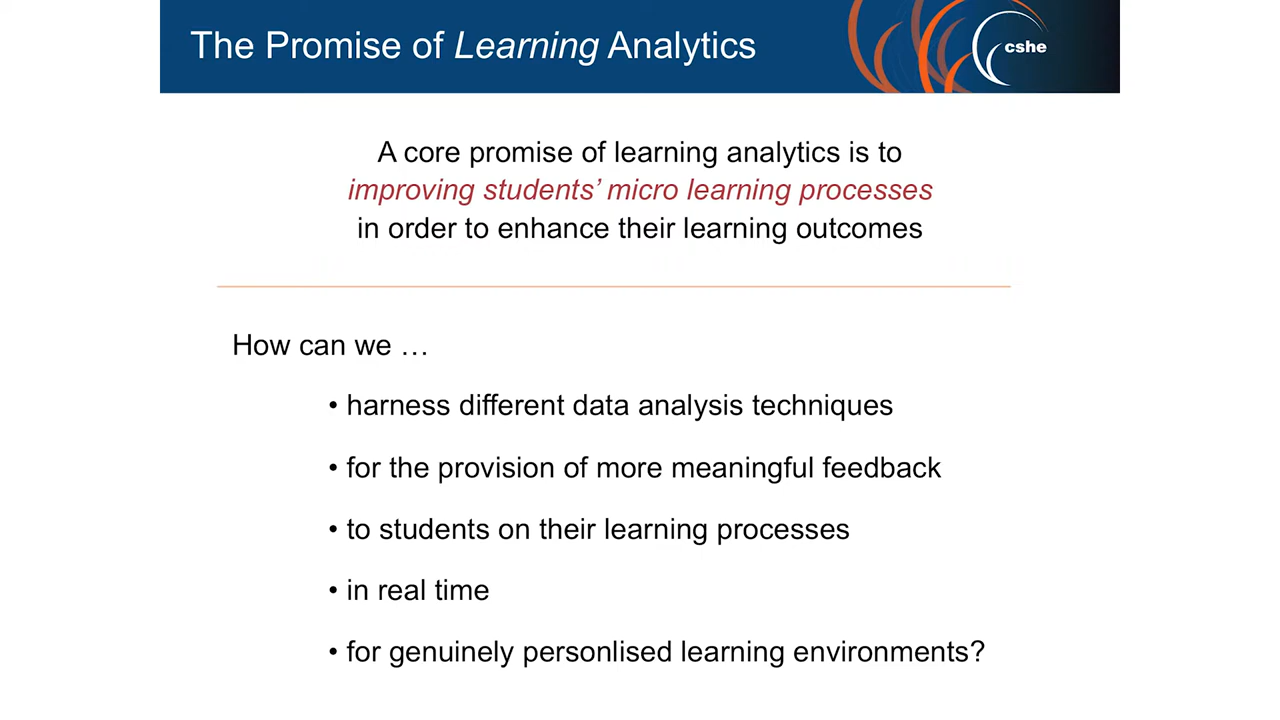 The Promise of Learning Analytics
cshe
A core promise of learning analytics is to
improving students’ micro learning processes
in order to enhance their learning outcomes
How can we …
• harness different data analysis techniques
• for the provision of more meaningful feedback
• to students on their learning processes
• in real time
• for genuinely personlised learning environments?